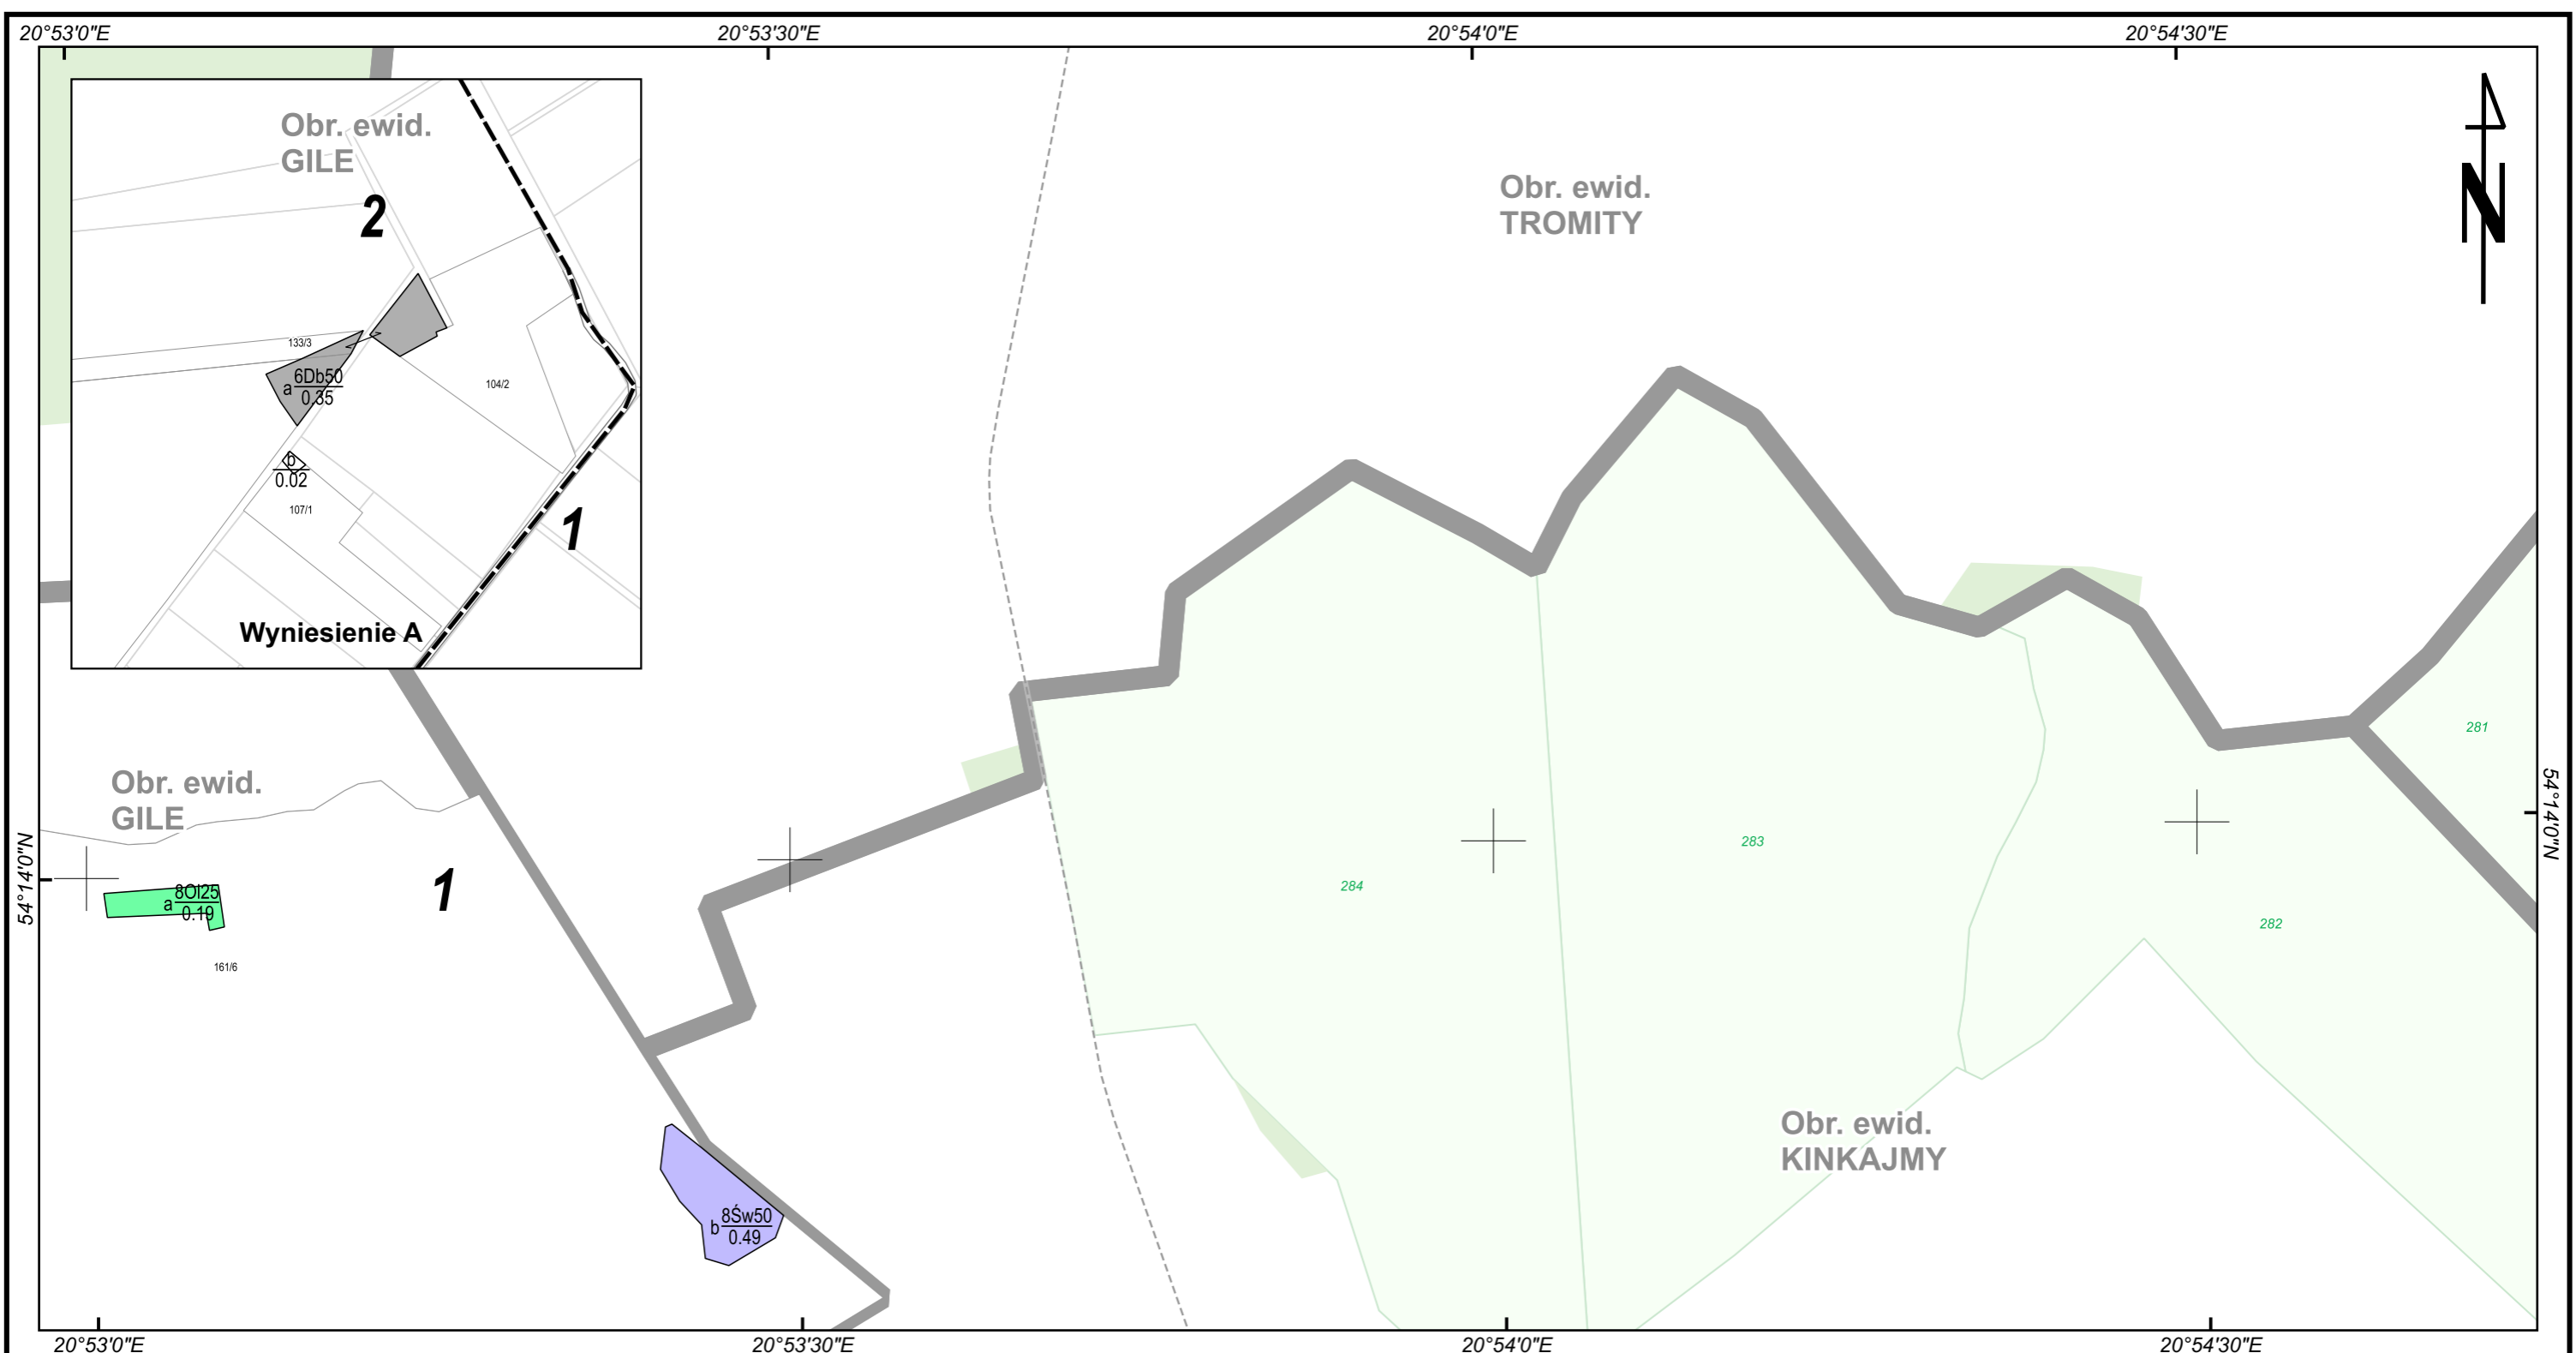 20°53'0"E
20°53'30"E
20°54'0"E
20°54'30"E
N
Obr. ewid.
GILE
2
133/3
a 6Db50
0.35
104/2
b
0.02
107/1
1
Wyniesienie A
Obr. ewid.
TROMITY
281
54°14'0"N
Obr. ewid.
GILE
54°14'0"N
1
a 8Ol25
0.19
161/6
284
283
282
Obr. ewid.
KINKAJMY
b 8Św50
0.49
20°53'0"E
20°53'30"E
20°54'0"E
20°54'30"E